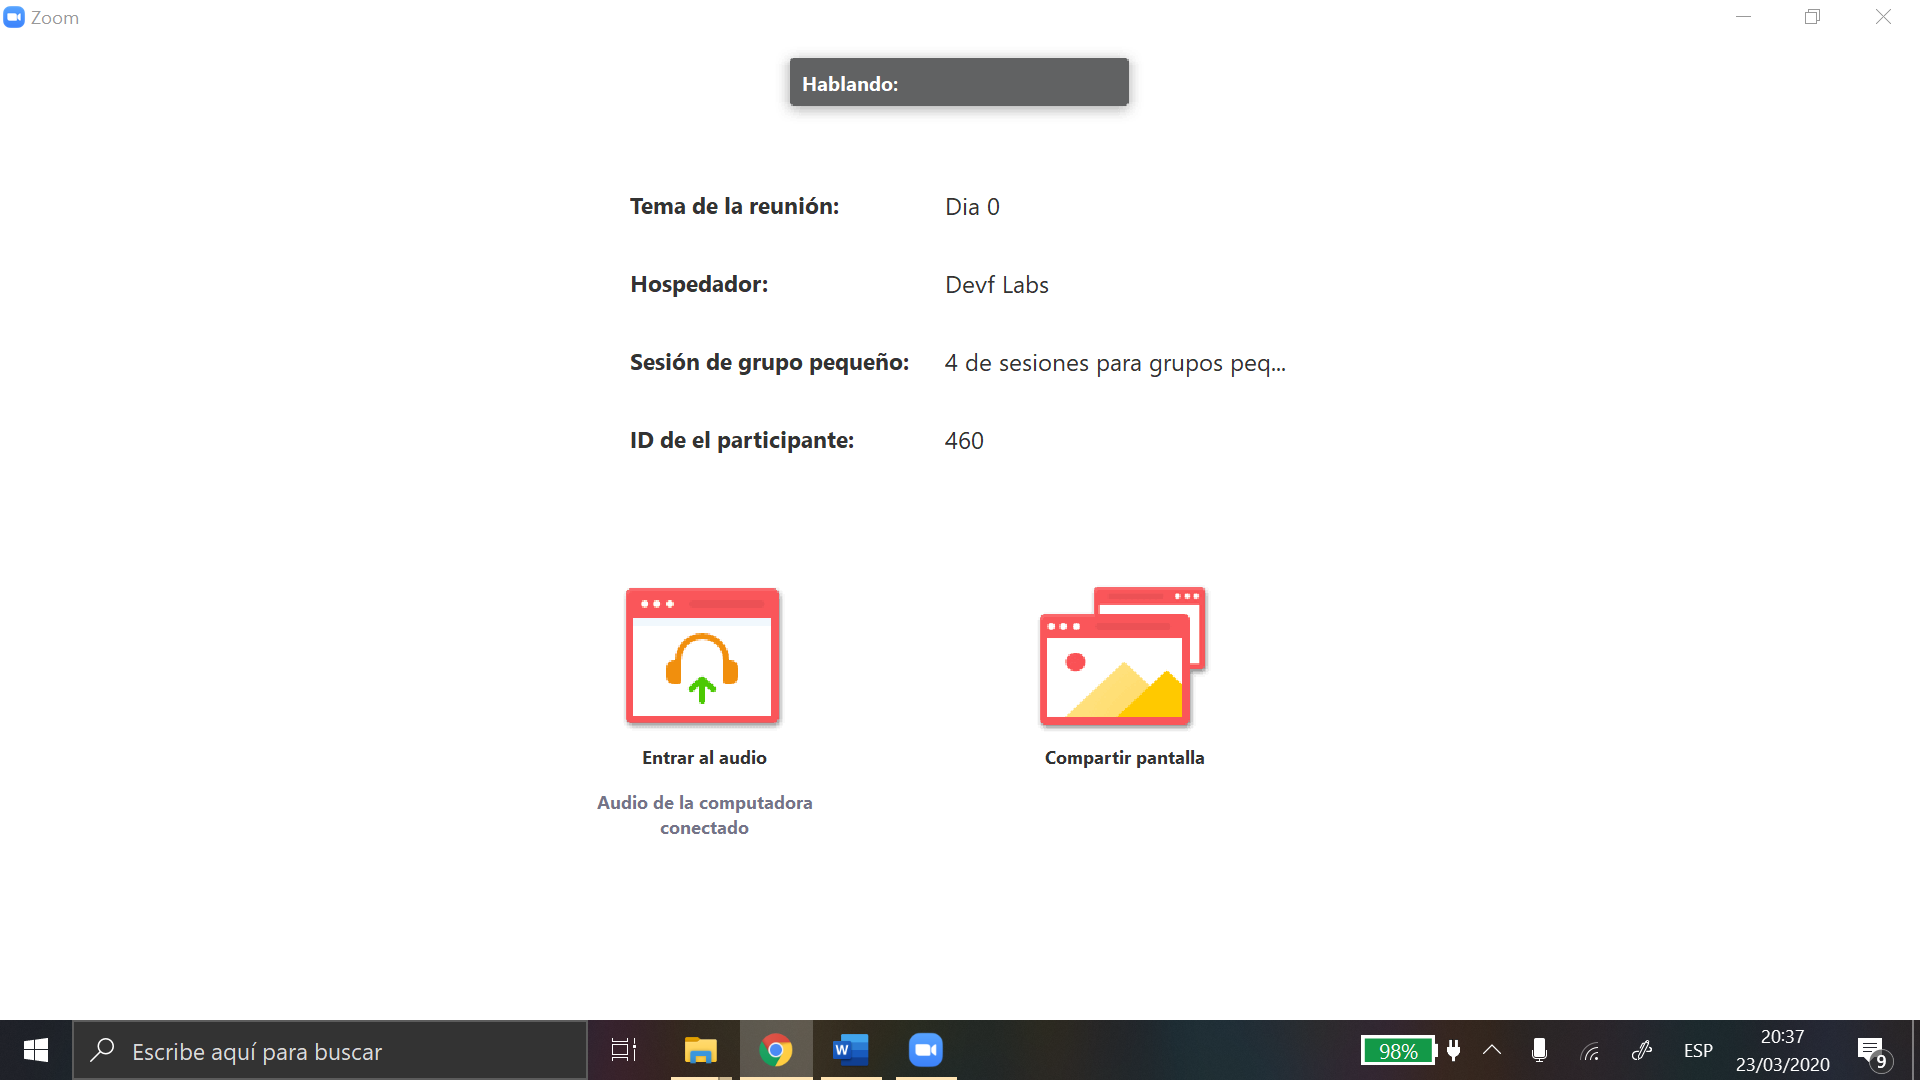 Zoom
Hablando:
Tema de la reunión: Dia 0
Hospedador: Devf Labs
Sesión de grupo pequeño: 4 de sesiones para grupos peq...
ID de el participante: 460
Entrar al audio
Compartir pantalla
Audio de la computadora
conectado
Escribe aquí para buscar
W
98%
ESP
20:37
23/03/2020
9